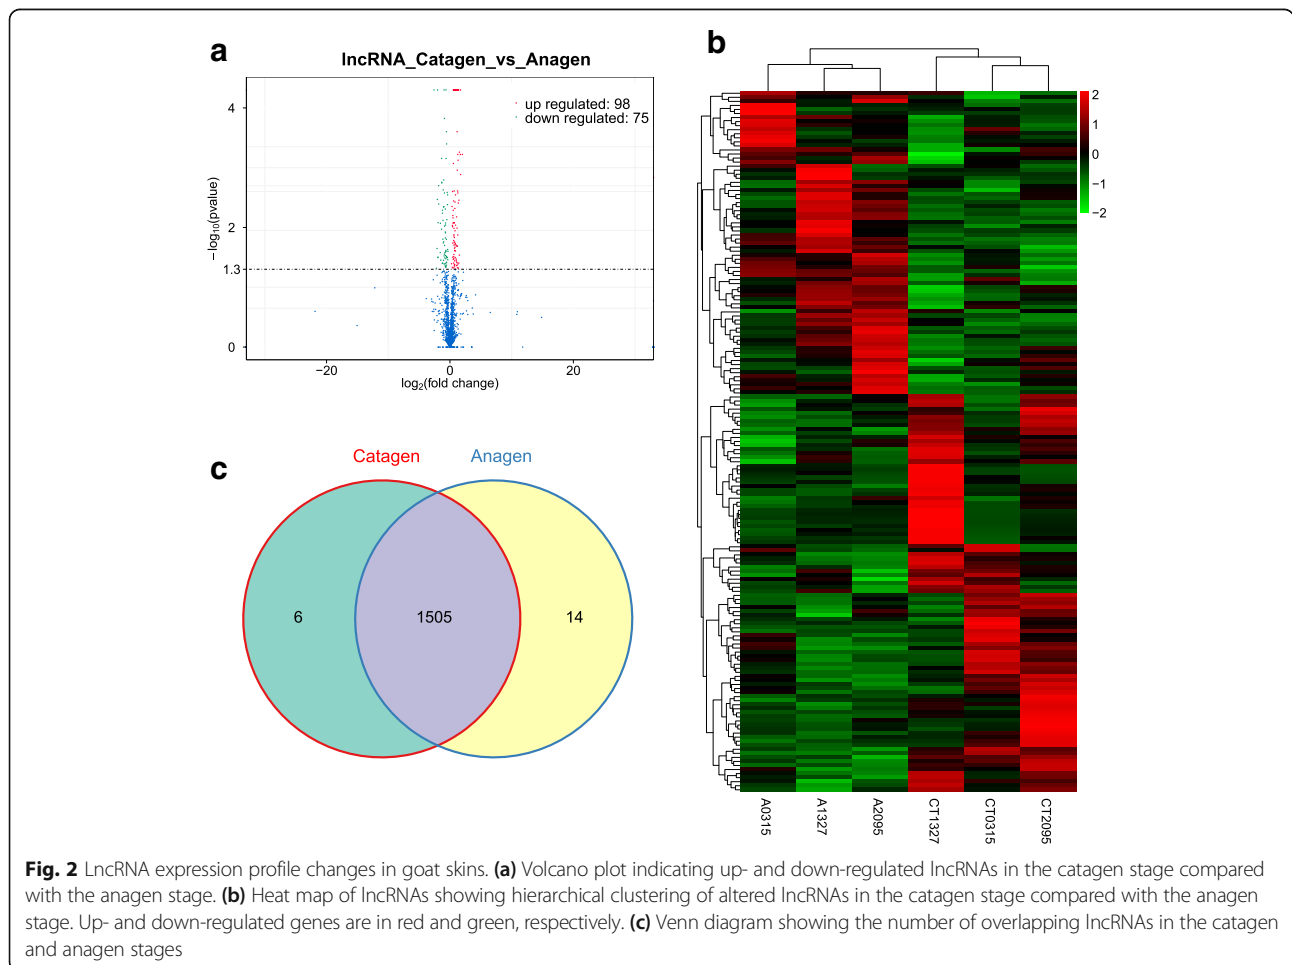 a
lncRNA_Catagen_vs_Anagen
up regulated: 98
down regulated: 75
−log10(pvalue)
4
2
1.3
0
−20
0
20
log2(fold change)
b
2
1
0
−1
−2
A0315
A1327
A2095
CT1327
CT0315
CT2095
c
Catagen
Anagen
6
1505
14
Fig. 2 LncRNA expression profile changes in goat skins. (a) Volcano plot indicating up- and down-regulated lncRNAs in the catagen stage compared
with the anagen stage. (b) Heat map of lncRNAs showing hierarchical clustering of altered lncRNAs in the catagen stage compared with the anagen
stage. Up- and down-regulated genes are in red and green, respectively. (c) Venn diagram showing the number of overlapping lncRNAs in the catagen
and anagen stages